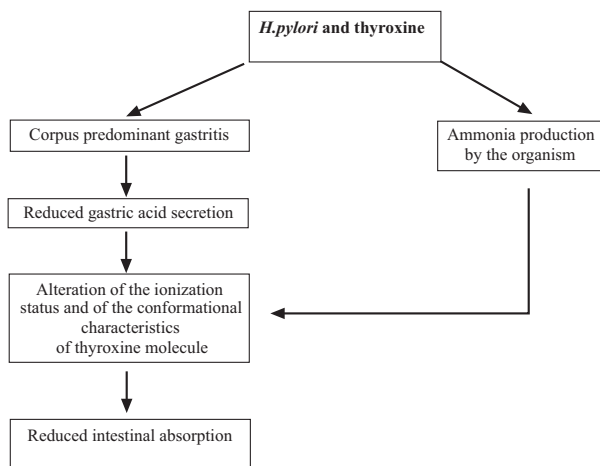 H.pylori and thyroxine
Corpus predominant gastritis
Ammonia production
by the organism
Reduced gastric acid secretion
Alteration of the ionization
status and of the conformational
characteristics
of thyroxine molecule
Reduced intestinal absorption